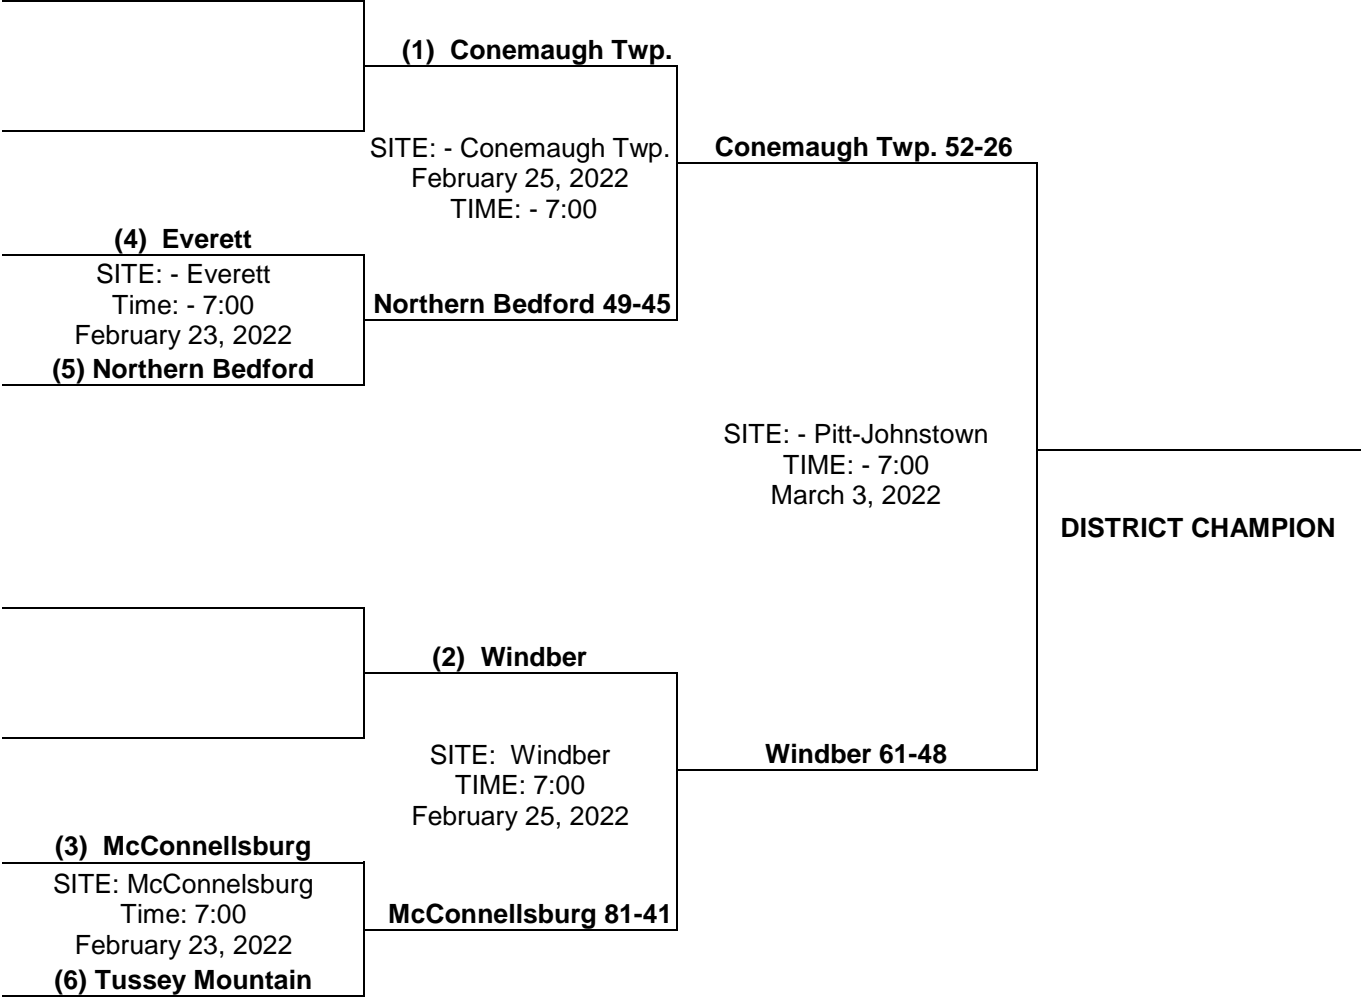 (1) Conemaugh Twp.
SITE: - Conemaugh Twp.
February 25, 2022
TIME: - 7:00
Conemaugh Twp. 52-26
(4) Everett
SITE: - Everett
Time: - 7:00
February 23, 2022
(5) Northern Bedford
Northern Bedford 49-45
SITE: - Pitt-Johnstown
TIME: - 7:00
March 3, 2022
DISTRICT CHAMPION
(2) Windber
SITE: Windber
TIME: 7:00
February 25, 2022
Windber 61-48
(3) McConnellsburg
SITE: McConnelsburg
Time: 7:00
February 23, 2022
(6) Tussey Mountain
McConnellsburg 81-41